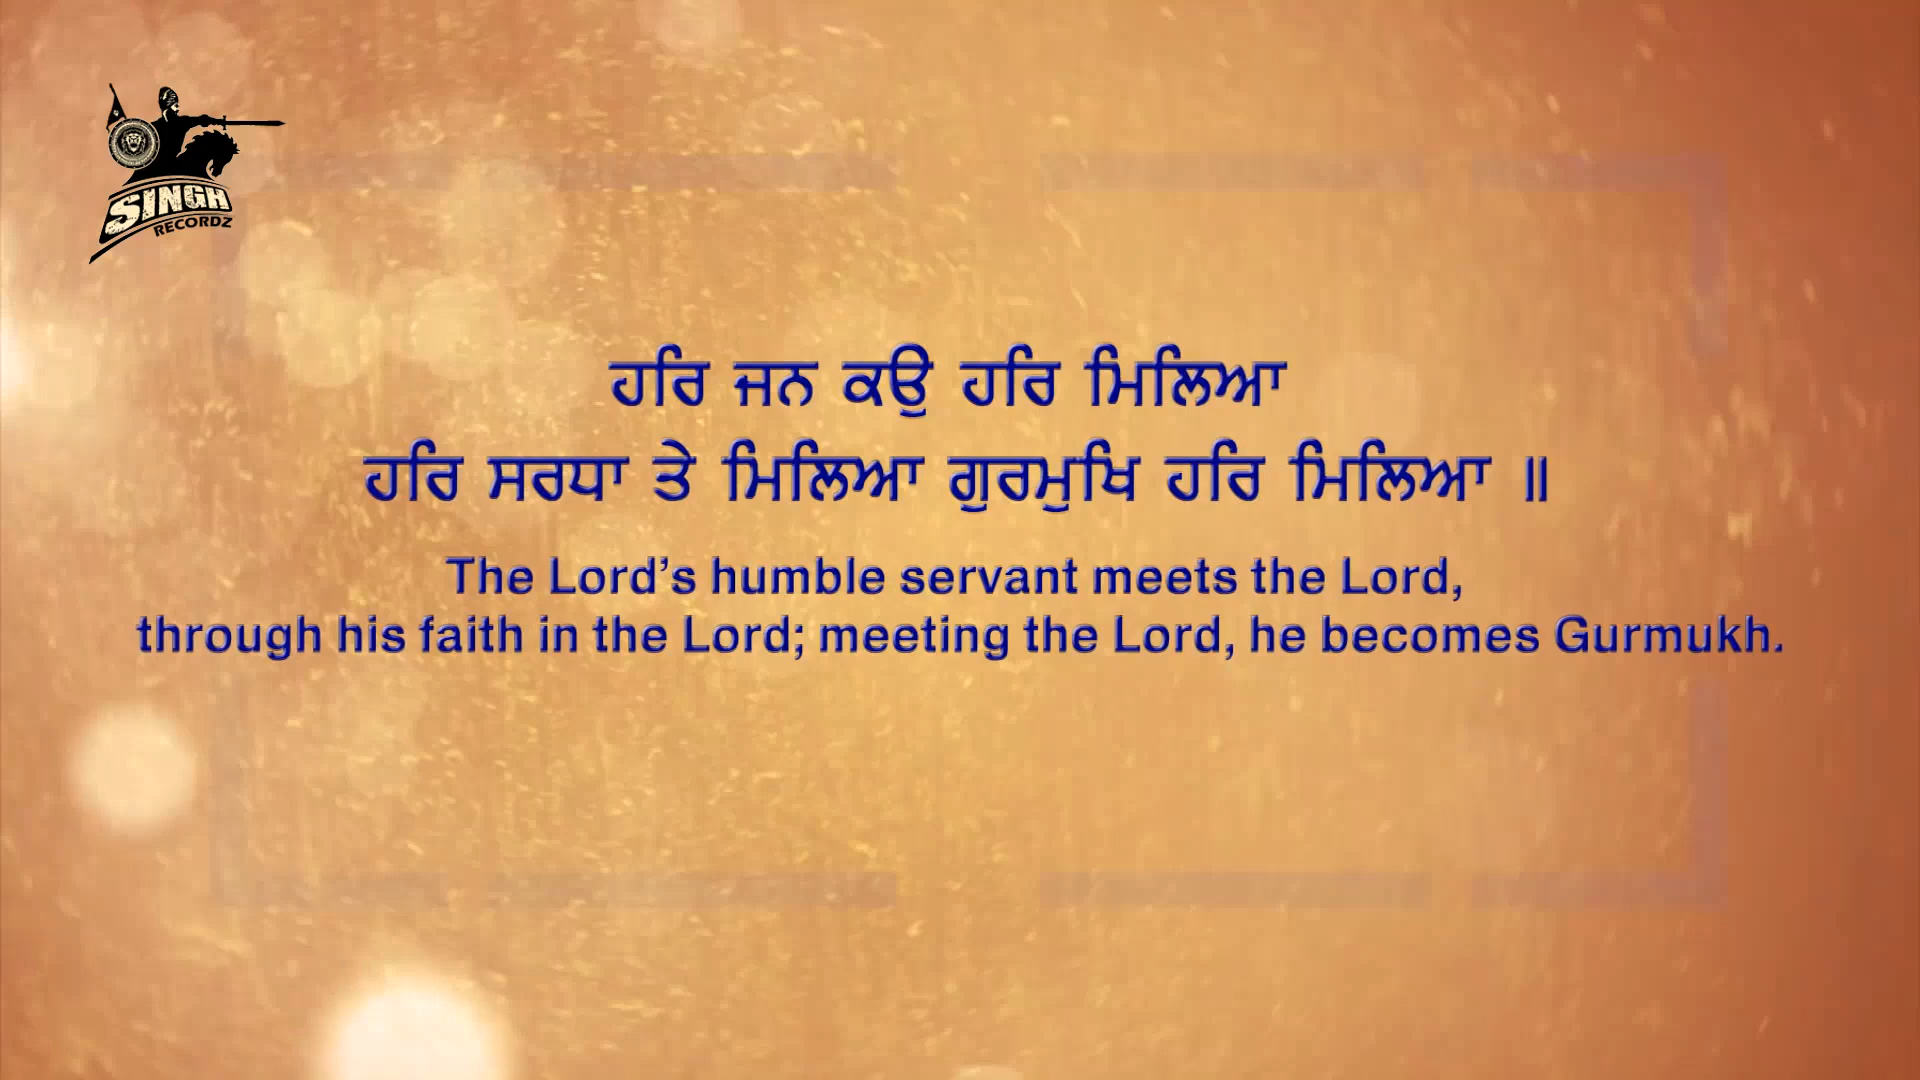 SINGH
RECORDZ
ਹਰਿ ਜਨ ਕਉ ਹਰਿ ਮਿਲਿਆ
ਹਰਿ ਸਰਧਾ ਤੇ ਮਿਲਿਆ ਗੁਰਮੁਖਿ ਹਰਿ ਮਿਲਿਆ ॥
The Lord’s humble servant meets the Lord,
through his faith in the Lord; meeting the Lord, he becomes Gurmukh.